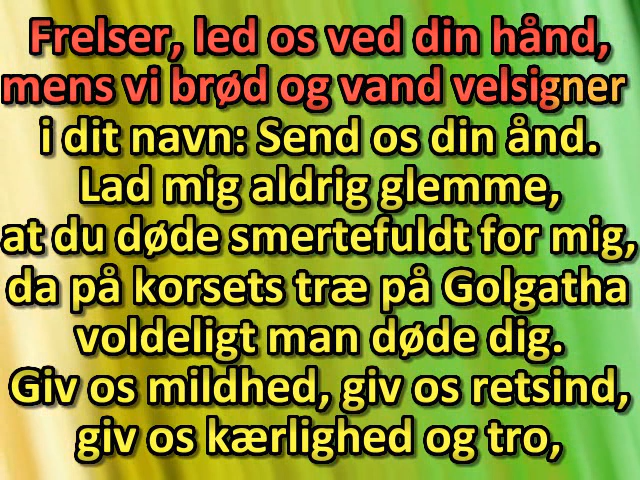 Frelser, led os ved din hånd,
mens vi brød og vand velsigner
i dit navn: Send os din ånd.
Lad mig aldrig glemme,
at du døde smertefuldt for mig,
da på korsets træ på Golgatha
voldeligt man døde dig.
Giv os mildhed, giv os retsind,
giv os kærlighed og tro,